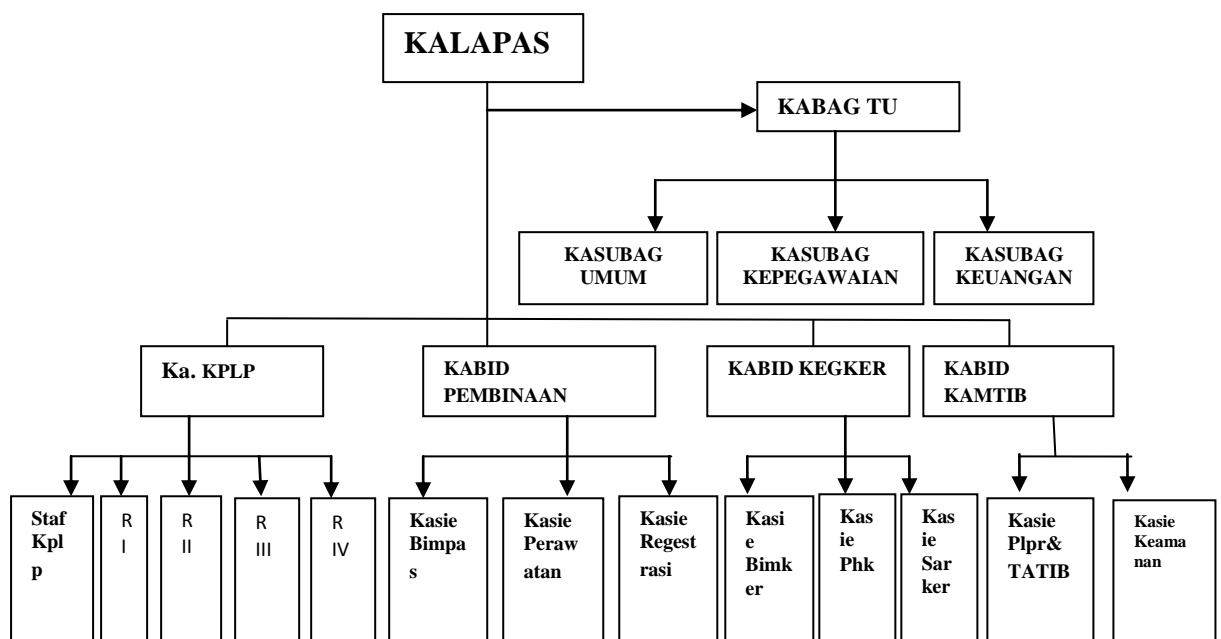 KALAPAS
KABAG TU
KASUBAG
UMUM
KASUBAG
KEPEGAWAIAN
KASUBAG
KEUANGAN
Ka. KPLP
KABID
PEMBINAAN
KABID KEGKER
KABID
KAMTIB
Staf
Kpl
p
R
I
R
II
R
III
R
IV
Kasie
Bimpa
s
Kasie
Peraw
atan
Kasie
Regest
rasi
Kasi
e
Bimk
er
Kas
ie
Phk
Kas
ie
Sar
ker
Kasie
Plpr&
TATIB
Kasie
Keama
nan